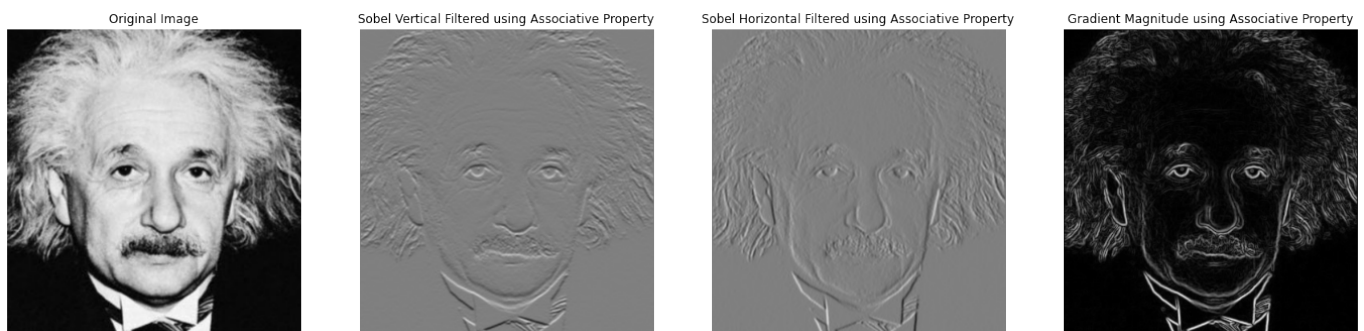 Original Image
Sobel Vertical Filtered using Associative Property
Sobel Horizontal Filtered using Associative Property
Gradient Magnitude using Associative Property